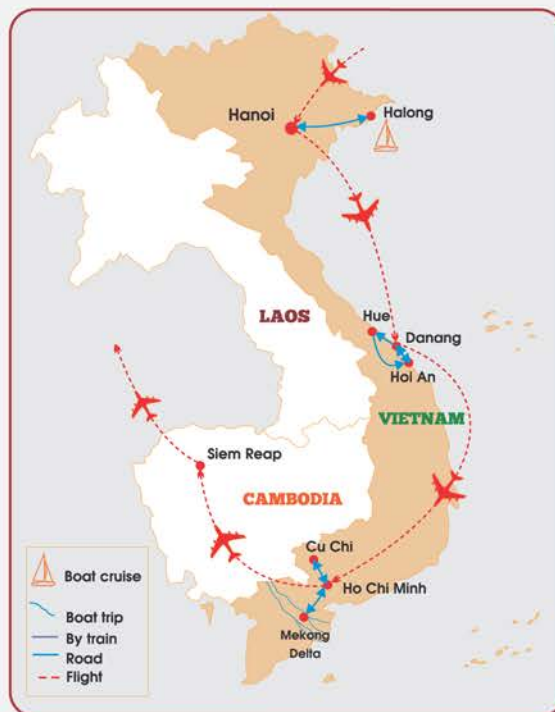 Hanoi
Halong
Hue
Danang
Hoi An
LAOS
VIETNAM
Siem Reap
CAMBODIA
Cu Chi
Ho Chi Minh
Mekong
Delta
Boat cruise
Boat trip
By train
Road
Flight